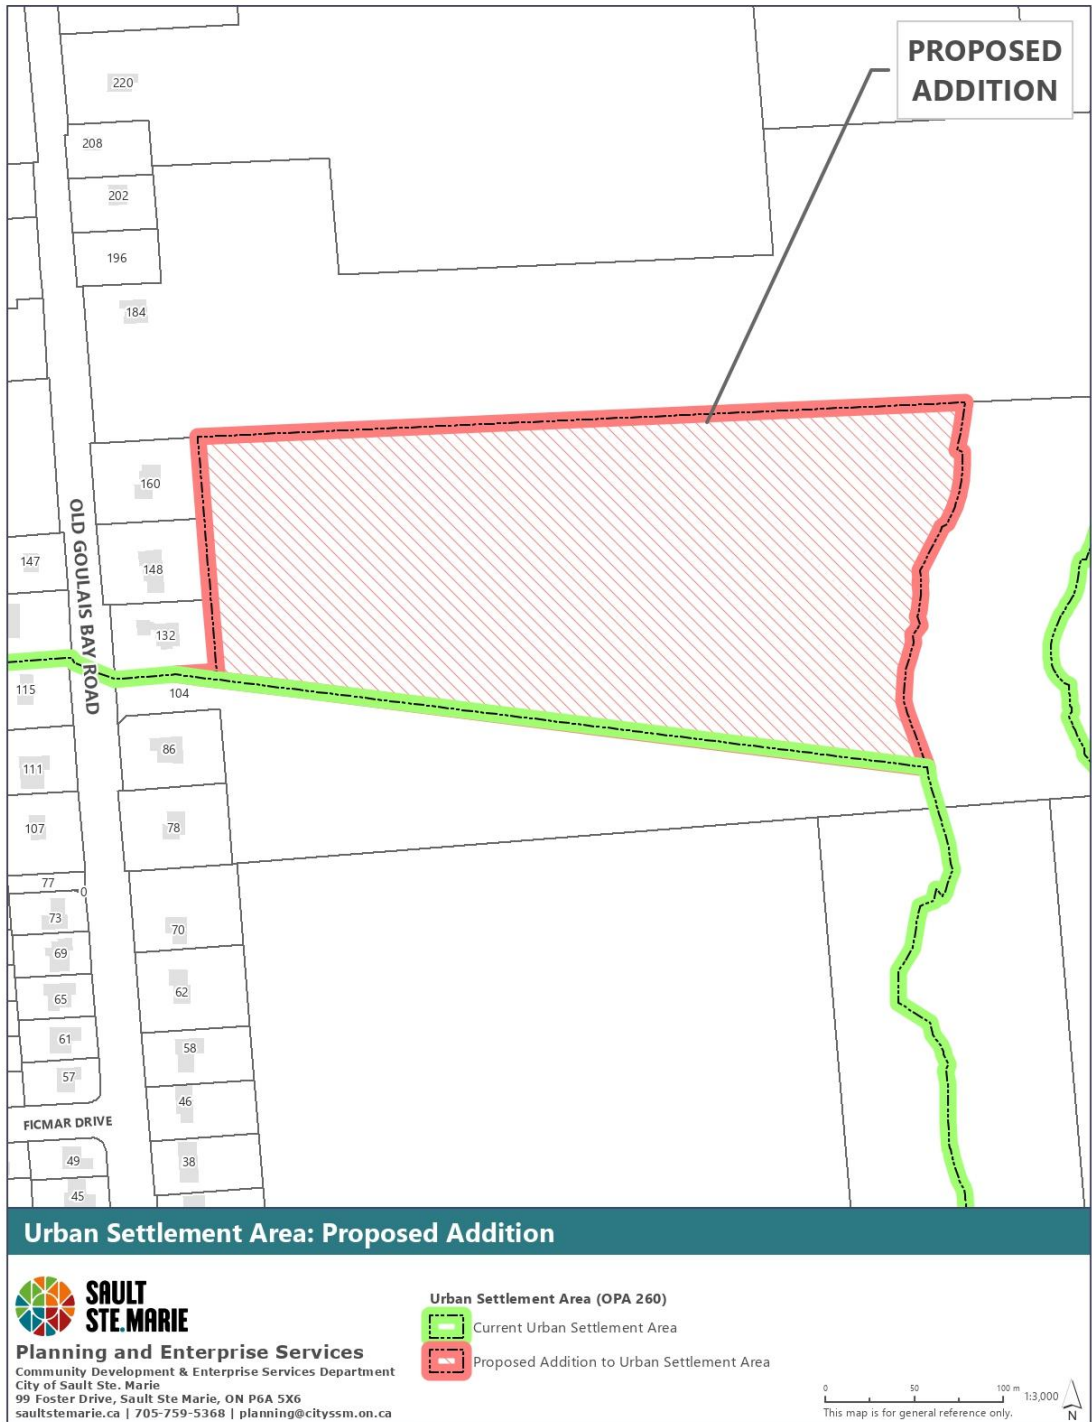 PROPOSED
ADDITION
220
208
202
196
184
160
OLD GOULAIS BAY ROAD
147
148
132
115
104
86
111
107
78
77
0
73
70
69
65
62
61
58
57
46
FICMAR DRIVE
49
38
45
Urban Settlement Area: Proposed Addition
SAULT
STE.MARIE
Planning and Enterprise Services
Community Development & Enterprise Services Department
City of Sault Ste. Marie
99 Foster Drive, Sault Ste Marie, ON P6A 5X6
saultstemarie.ca | 705-759-5368 | planning@cityssm.on.ca
Urban Settlement Area (OPA 260)
Current Urban Settlement Area
Proposed Addition to Urban Settlement Area
0 50 100 m
1:3,000
This map is for general reference only.
N